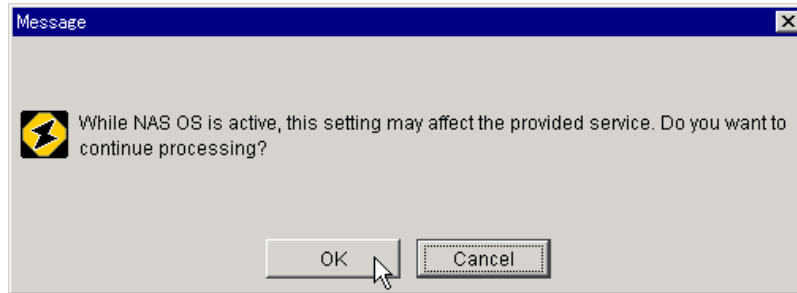 Message
While NAS OS is active, this setting may affect the provided service. Do you want to
continue processing?
OK
Cancel